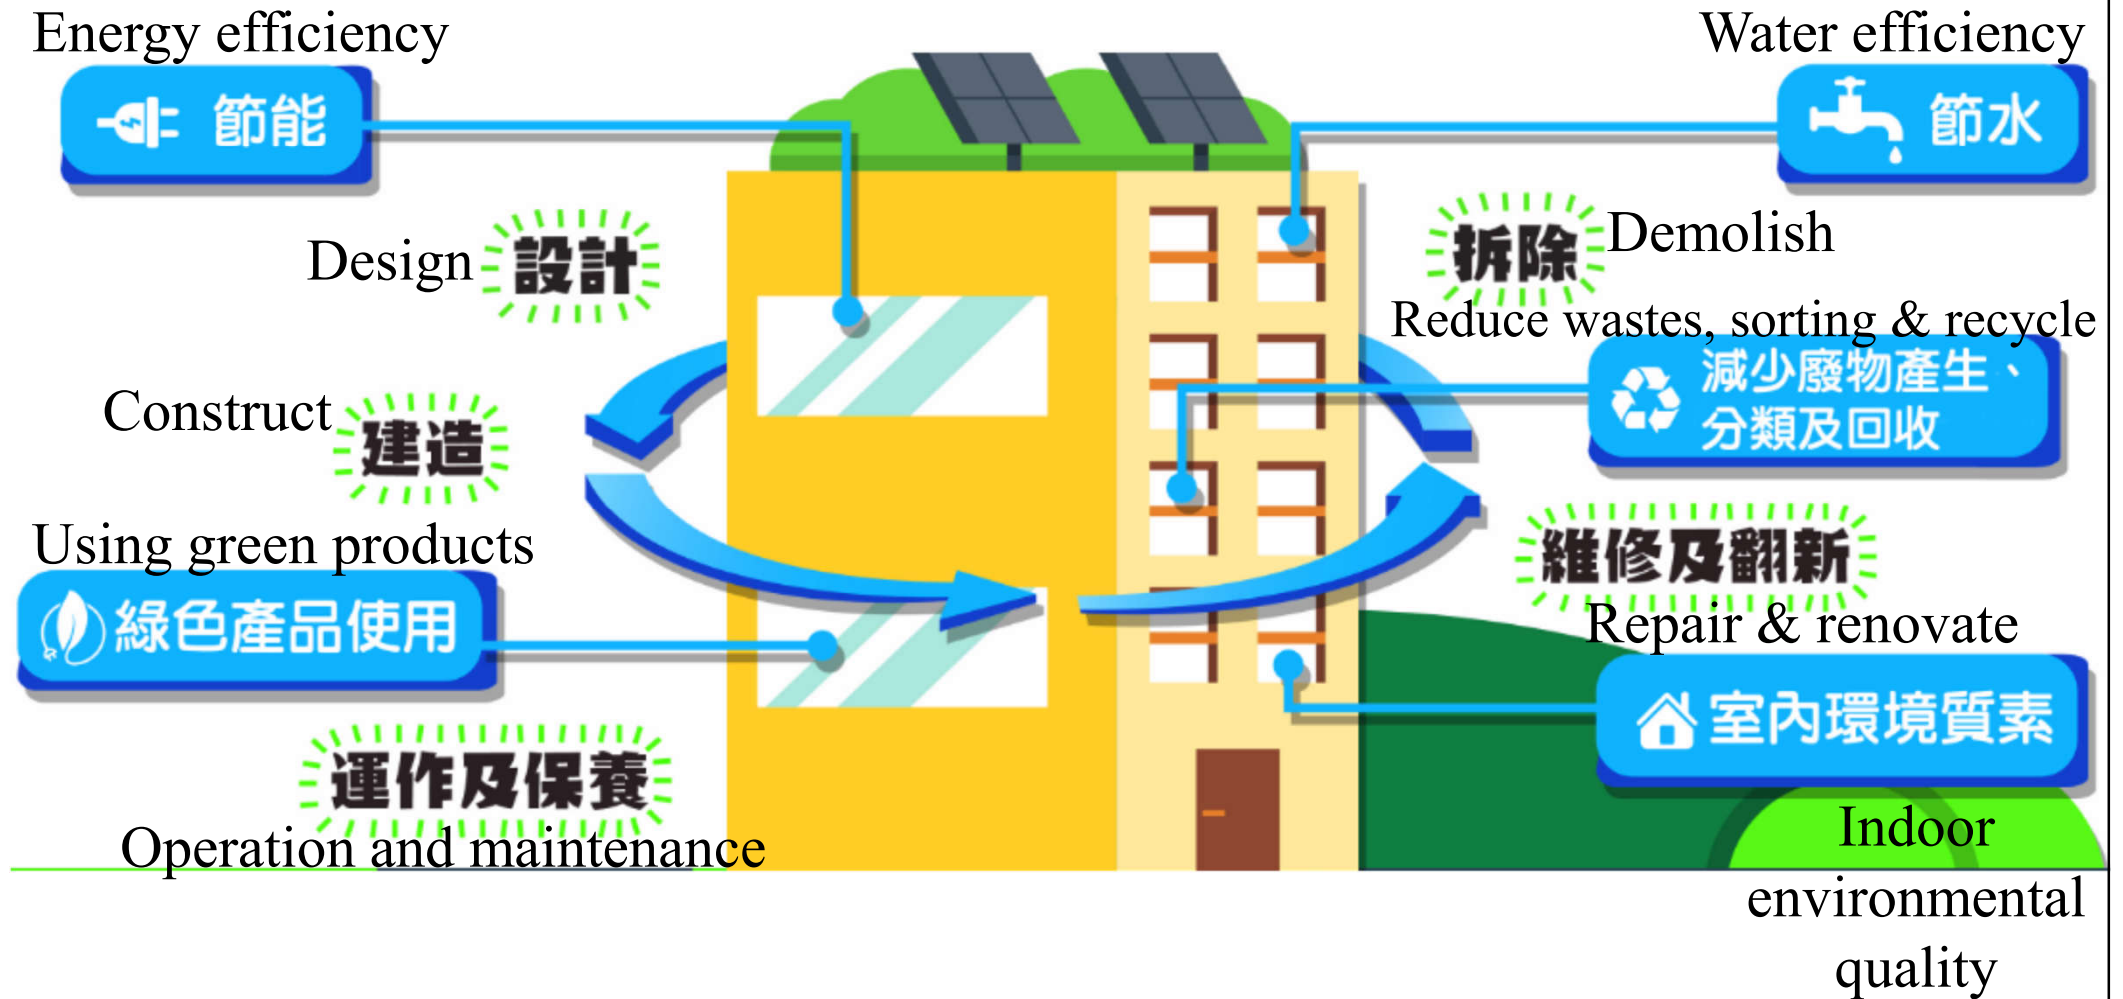 Energy efficiency
節能
Water efficiency
節水
Design 設計
拆除 Demolish
Reduce wastes, sorting & recycle
減少廢物產生、
分類及回收
Construct 建造
Using green products
綠色產品使用
維修及翻新
Repair & renovate
室內環境質素
運作及保養
Operation and maintenance
Indoor
environmental
quality